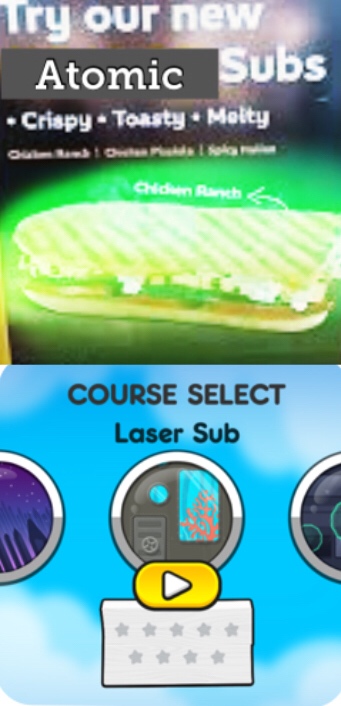 Try our new
Atomic Subs
• Crispy • Toasty • Melty
Chicken Ranch | Chicken Phazida | Spicy Italian
Chicken Ranch
COURSE SELECT
Laser Sub